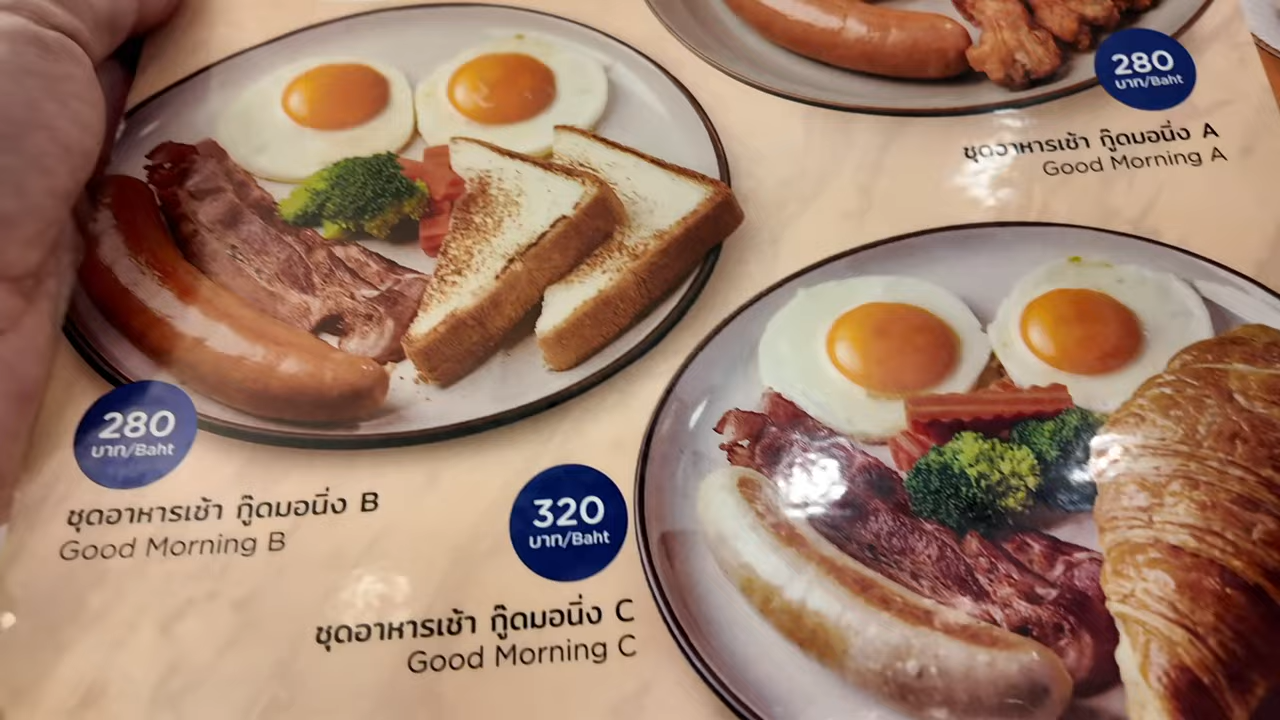 280
บาท/Baht
ชุดอาหารเช้า กู๊ดมอนิ่ง A
Good Morning A
280
บาท/Baht
ชุดอาหารเช้า กู๊ดมอนิ่ง B
Good Morning B
320
บาท/Baht
ชุดอาหารเช้า กู๊ดมอนิ่ง C
Good Morning C